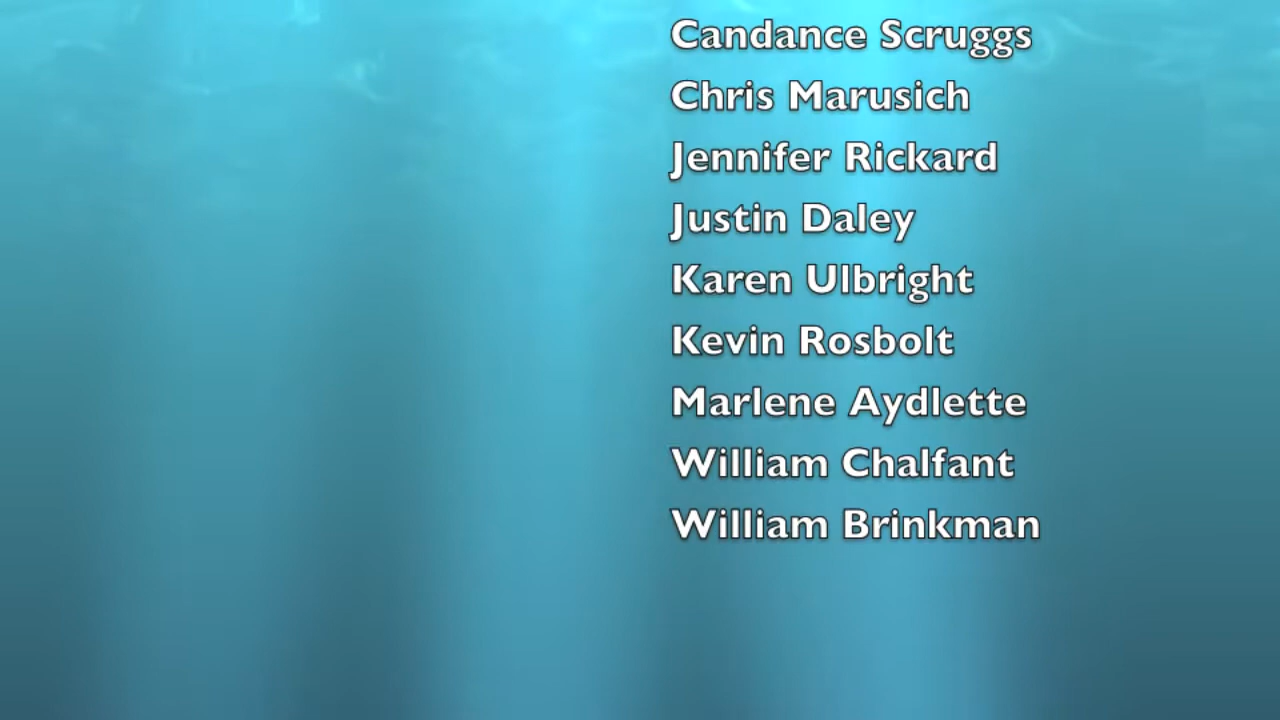 Candance Scruggs
Chris Marusich
Jennifer Rickard
Justin Daley
Karen Ulbright
Kevin Rosbolt
Marlene Aydlette
William Chalfant
William Brinkman